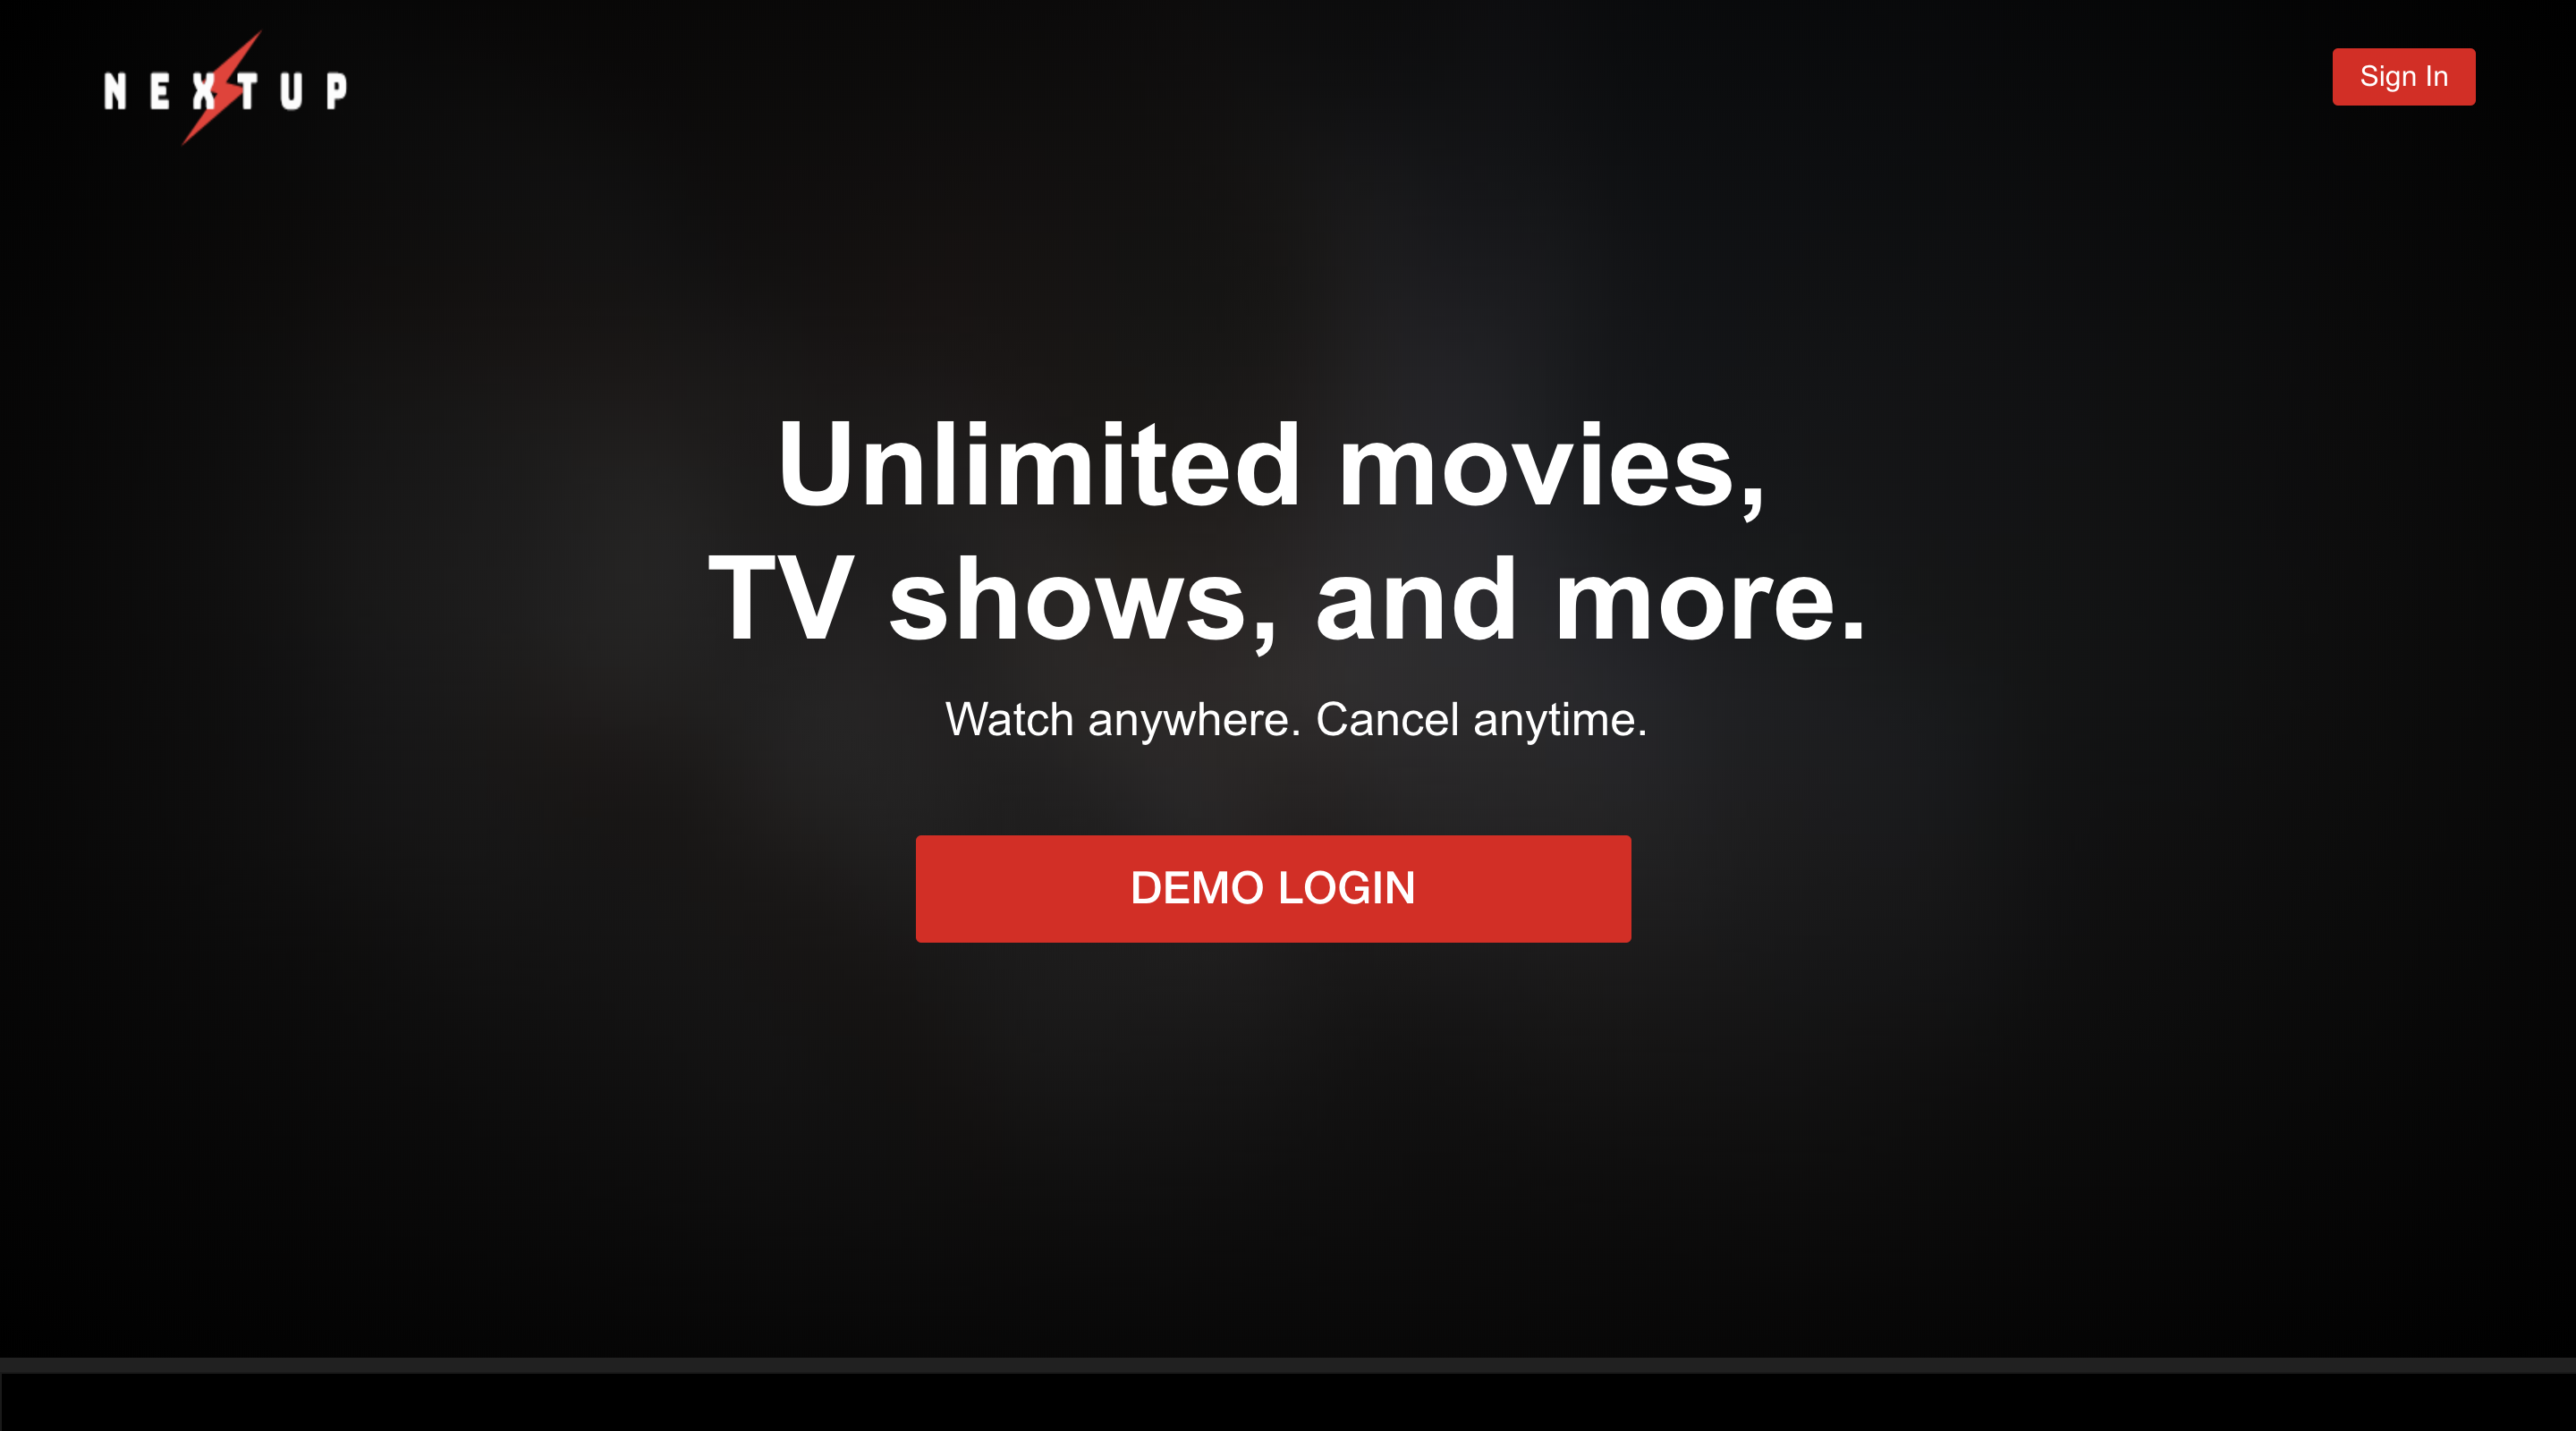 NEXTUP
Sign In
Unlimited movies,
TV shows, and more.
Watch anywhere. Cancel anytime.
DEMO LOGIN